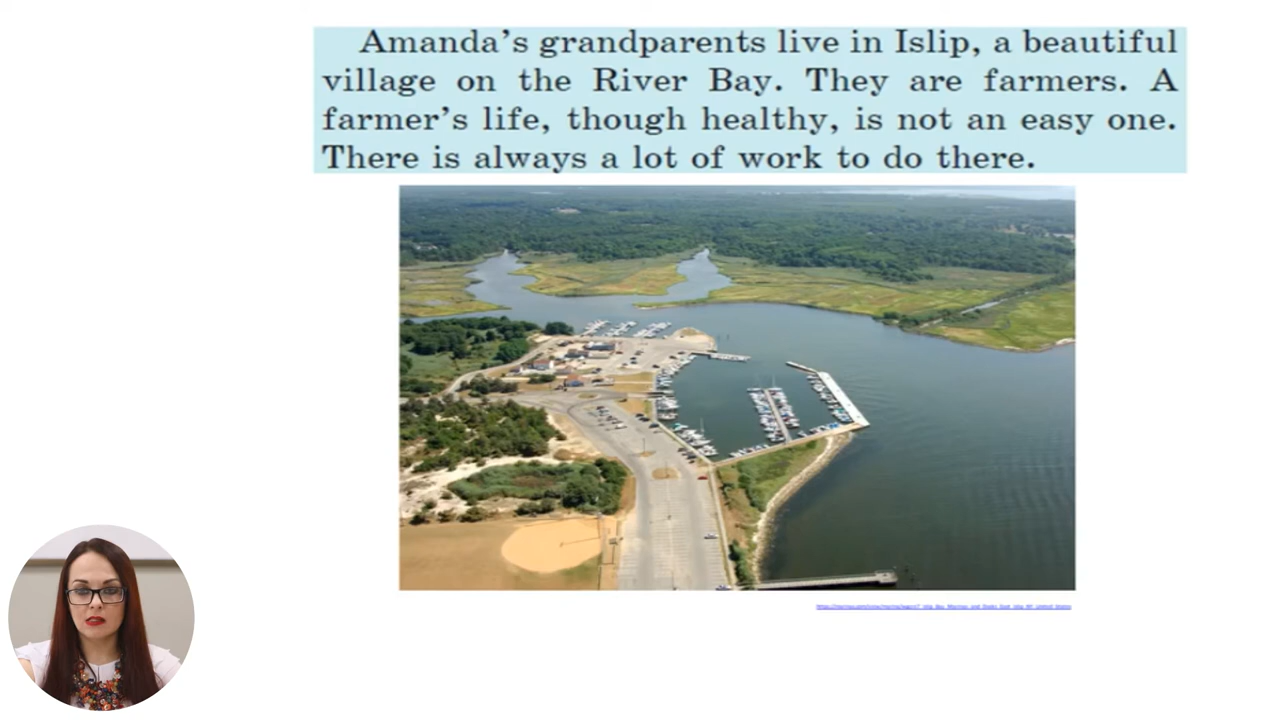 Amanda's grandparents live in Islip, a beautiful
village on the River Bay. They are farmers. A
farmer's life, though healthy, is not an easy one.
There is always a lot of work to do there.